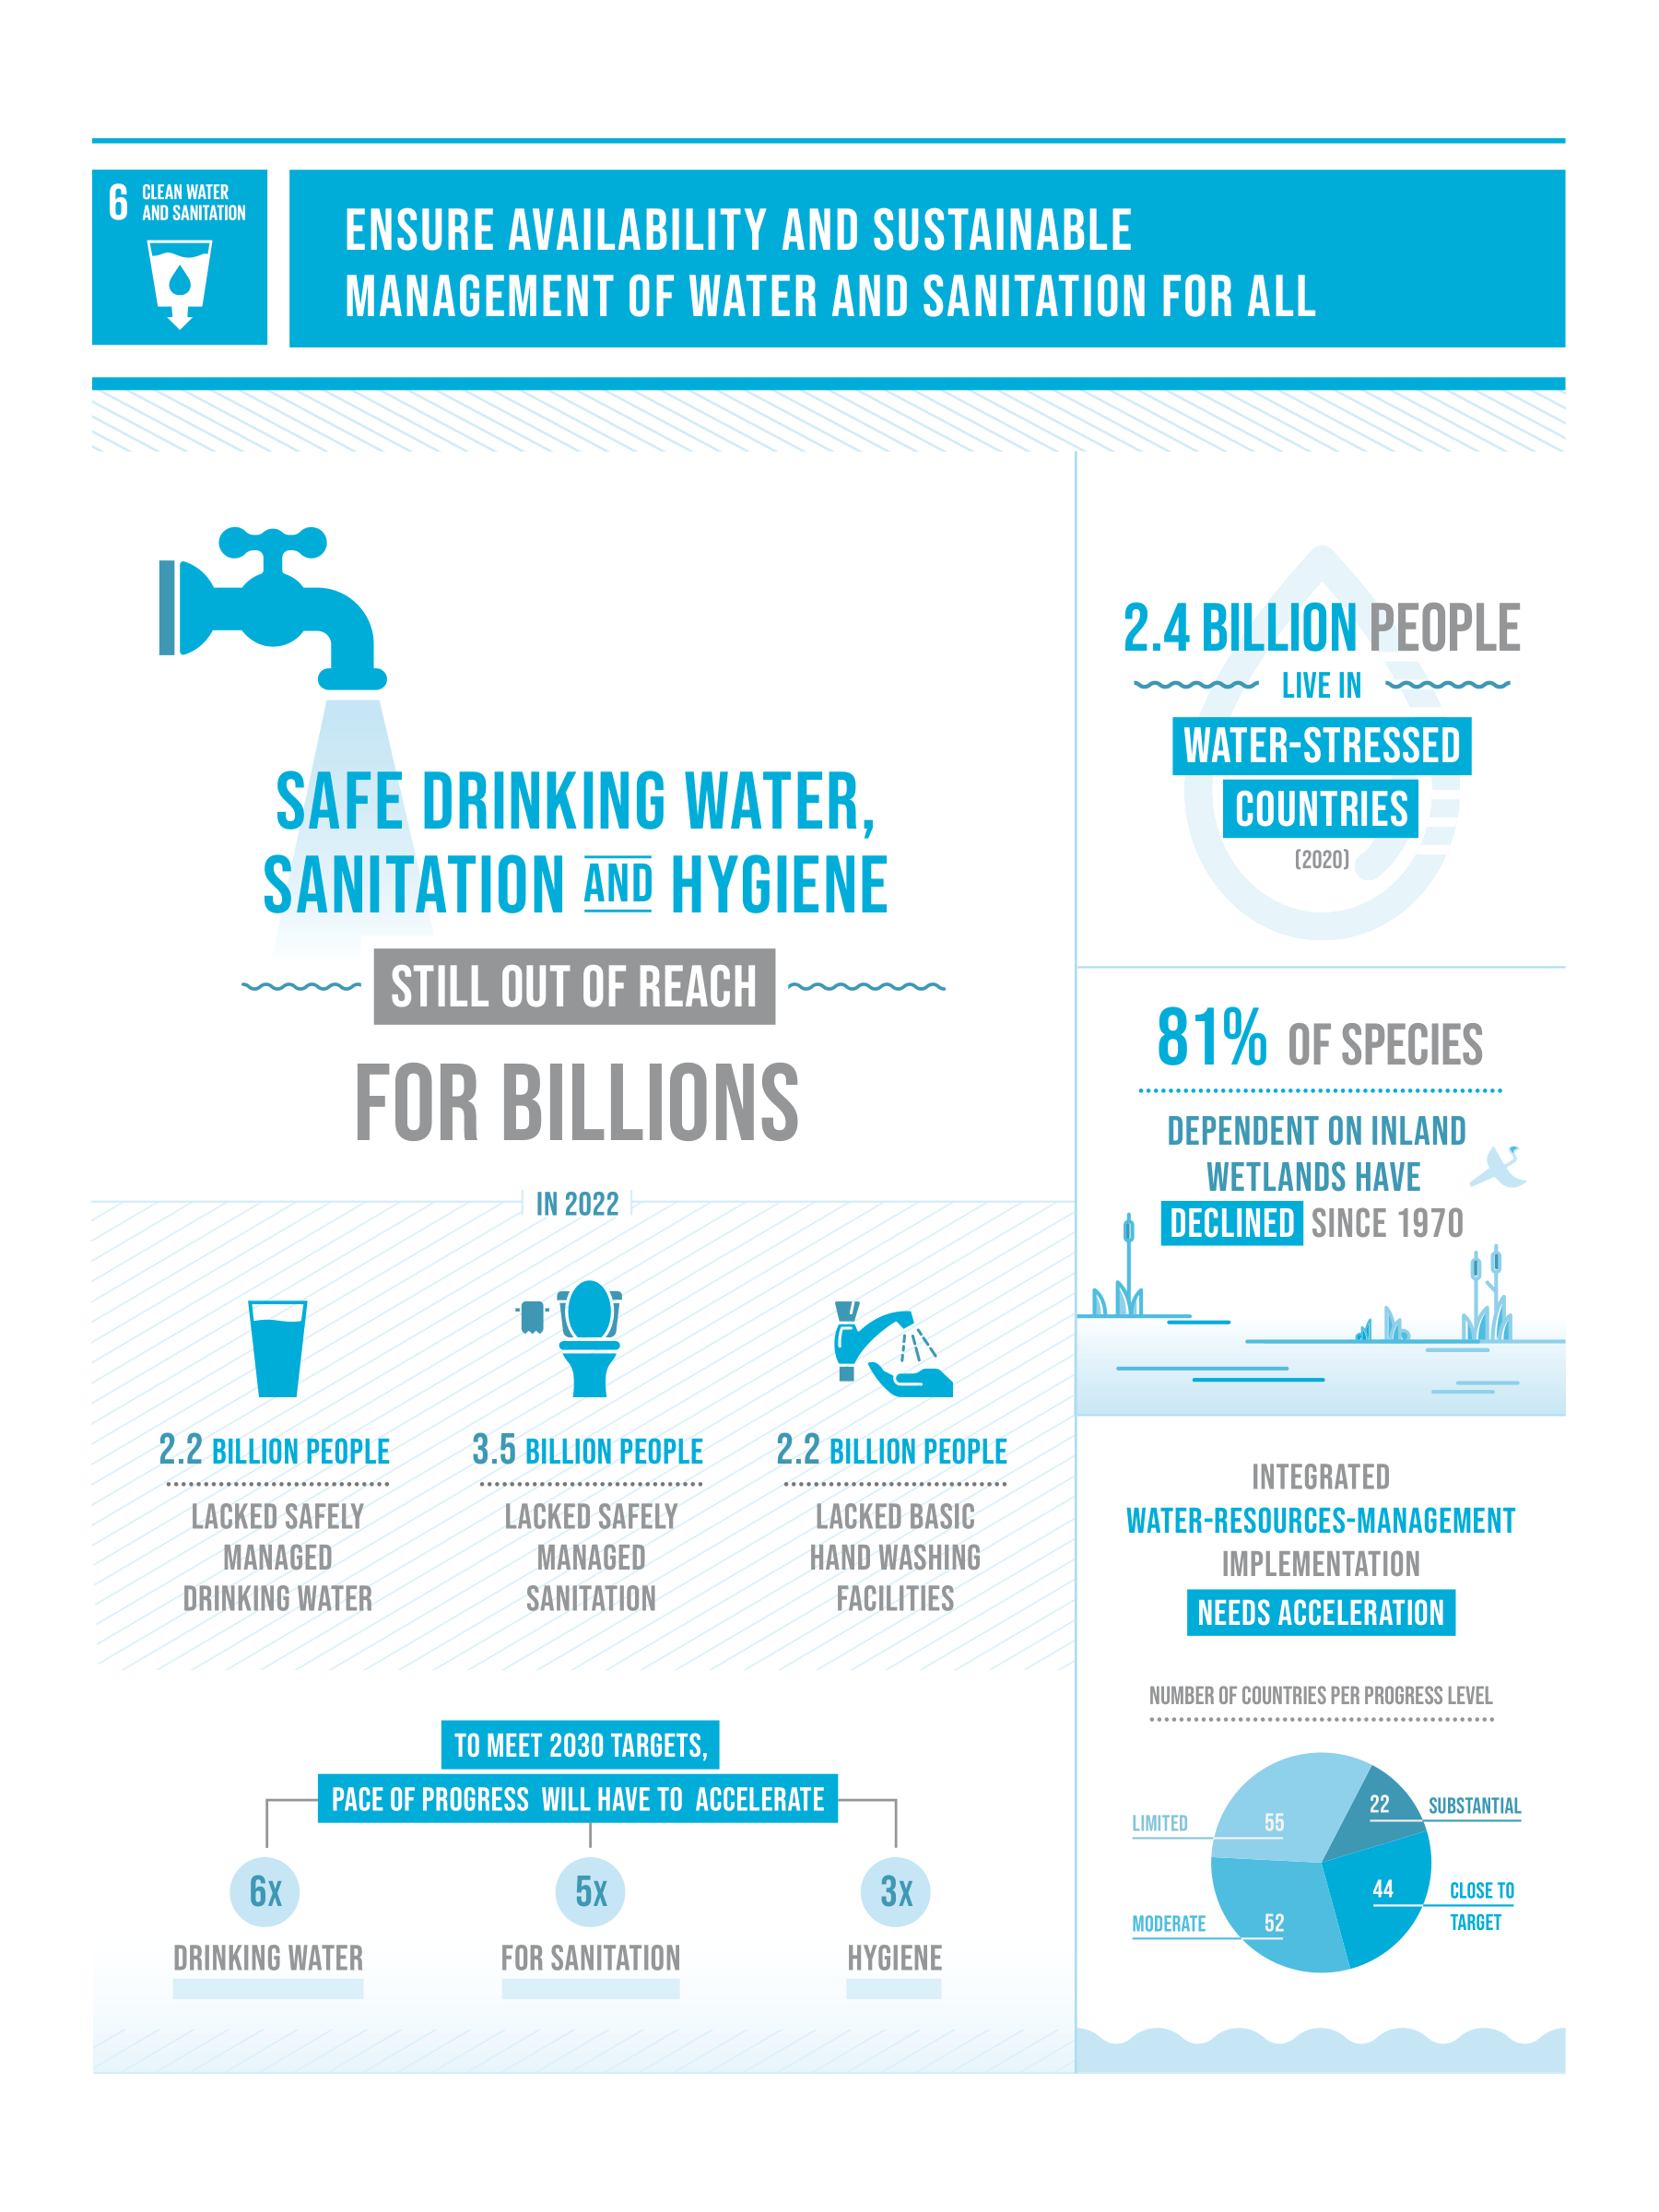 6 CLEAN WATER
AND SANITATION
ENSURE AVAILABILITY AND SUSTAINABLE
MANAGEMENT OF WATER AND SANITATION FOR ALL
SAFE DRINKING WATER,
SANITATION AND HYGIENE
STILL OUT OF REACH
FOR BILLIONS
IN 2022
2.2 BILLION PEOPLE
LACKED SAFELY
MANAGED
DRINKING WATER
3.5 BILLION PEOPLE
LACKED SAFELY
MANAGED
SANITATION
2.2 BILLION PEOPLE
LACKED BASIC
HAND WASHING
FACILITIES
TO MEET 2030 TARGETS,
PACE OF PROGRESS WILL HAVE TO ACCELERATE
6X
DRINKING WATER
5X
FOR SANITATION
3X
HYGIENE
2.4 BILLION PEOPLE
LIVE IN
WATER-STRESSED
COUNTRIES
(2020)
81% OF SPECIES
DEPENDENT ON INLAND
WETLANDS HAVE
DECLINED SINCE 1970
INTEGRATED
WATER-RESOURCES-MANAGEMENT
IMPLEMENTATION
NEEDS ACCELERATION
NUMBER OF COUNTRIES PER PROGRESS LEVEL
LIMITED 55
22 SUBSTANTIAL
44 CLOSE TO
TARGET
MODERATE 52